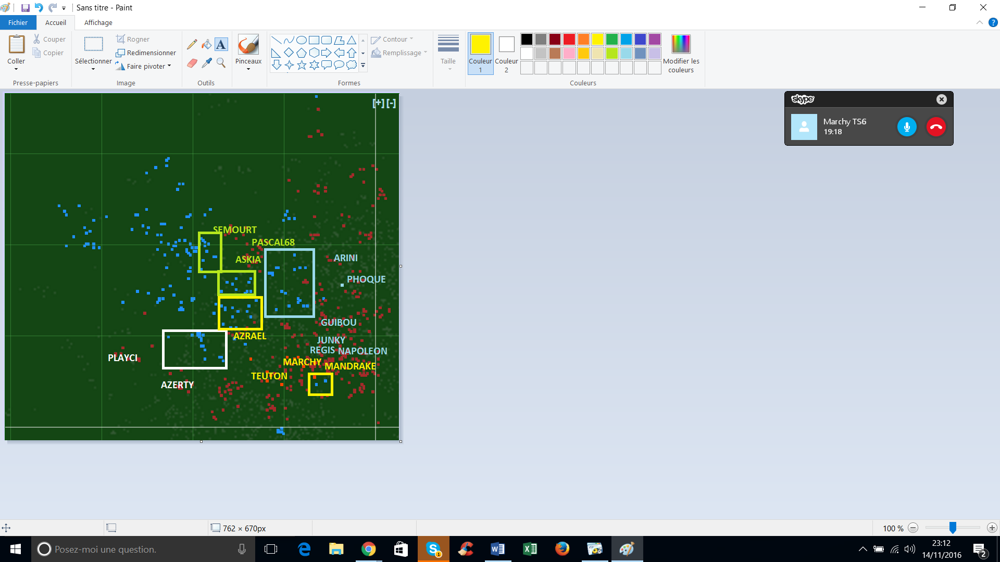 Sans titre - Paint
Fichier Accueil Affichage
Coller
Couper
Copier
Presse-papiers
Sélectionner
Rogner
Redimensionner
Faire pivoter
Image
A
Outils
Pinceaux
Formes
Contour
Remplissage
Taille
Couleur
1
Couleur
2
Modifier les
couleurs
Couleurs
?
[+] [-]
skype
Marchy TS6
19:18
SEMOURT
PASCAL68
ASKIA
ARINI
PHOQUE
GUIBOU
AZRAEL
JUNKY
REGIS NAPOLEON
PLAYCI
MARCHY MANDRAKE
TEUTON
AZERTY
762 × 670px
100 %
Posez-moi une question.
1
23:12
14/11/2016
2